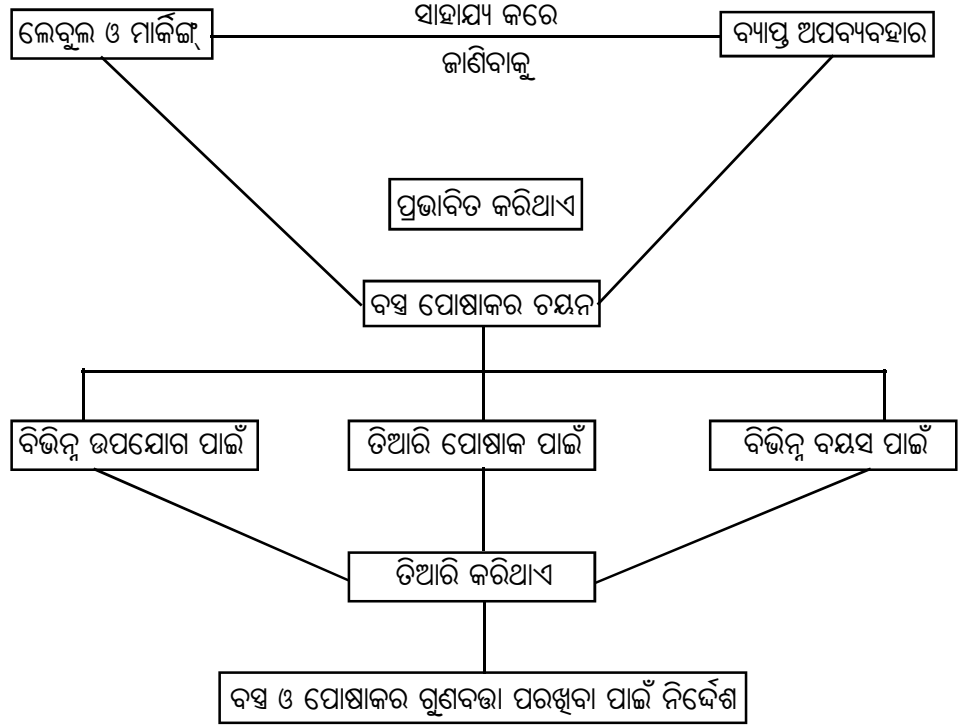 ଲେବୁଲ ଓ ମାର୍କିଙ୍ଗ୍
ସାହାଯ୍ୟ କରେ
ଜାଣିବାକୁ
ବ୍ୟାପ୍ତ ଅପବ୍ୟବହାର
ପ୍ରଭାବିତ କରିଥାଏ
ବସ୍ତ୍ର ପୋଷାକର ଚୟନ
ବିଭିନ୍ନ ଉପଯୋଗ ପାଇଁ
ତିଆରି ପୋଷାକ ପାଇଁ
ବିଭିନ୍ନ ବୟସ ପାଇଁ
ତିଆରି କରିଥାଏ
ବସ୍ତ୍ର ଓ ପୋଷାକର ଗୁଣବତ୍ତା ପରଖିବା ପାଇଁ ନିର୍ଦ୍ଦେଶ